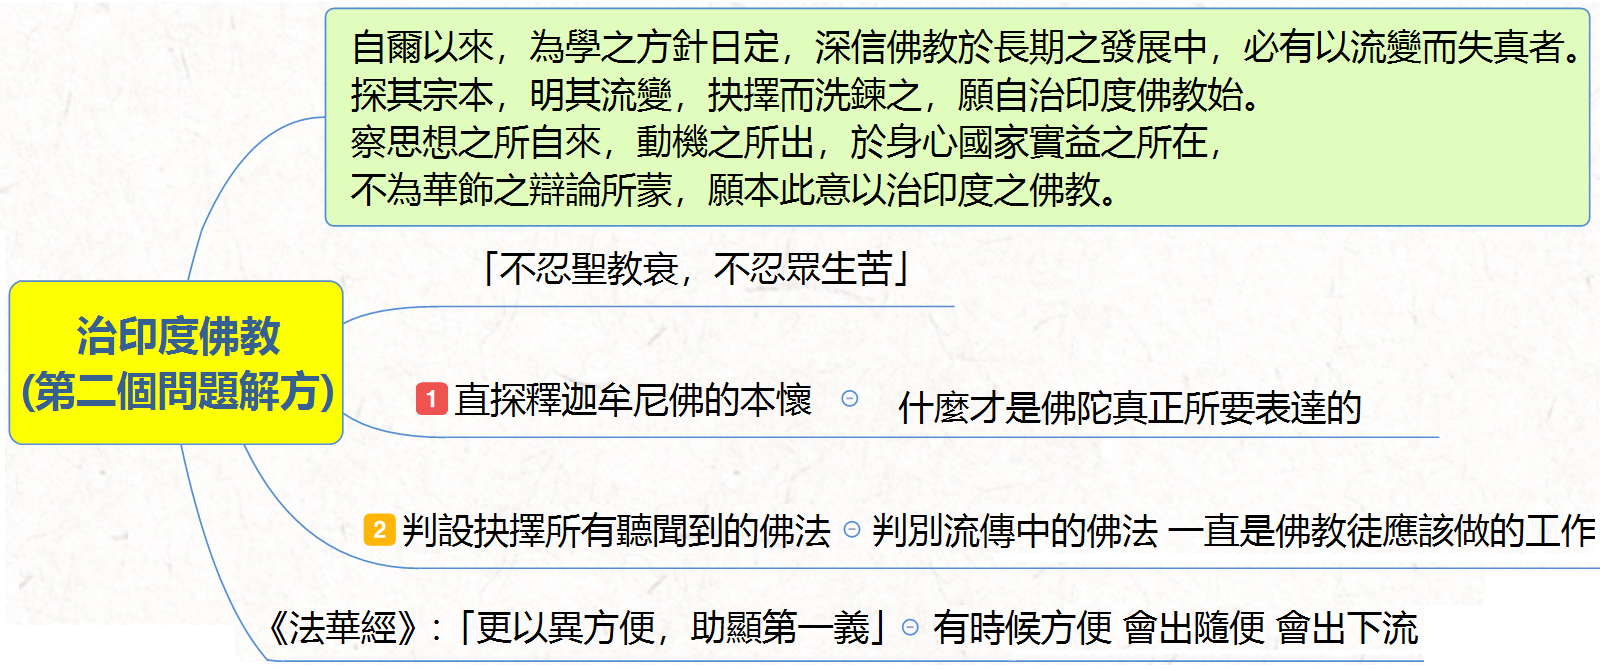 自爾以來，為學之方針日定，深信佛教於長期之發展中，必有以流變而失真者。
探其宗本，明其流變，抉擇而洗鍊之，願自治印度佛教始。
察思想之所自來，動機之所出，於身心國家實益之所在，
不為華飾之辯論所蒙，願本此意以治印度之佛教。
「不忍聖教衰，不忍眾生苦」
治印度佛教
(第二個問題解方)
1 直探釋迦牟尼佛的本懷 什麼才是佛陀真正所要表達的
2 判設抉擇所有聽聞到的佛法 判別流傳中的佛法 一直是佛教徒應該做的工作
《法華經》：「更以異方便，助顯第一義」 有時候方便 會出隨便 會出下流